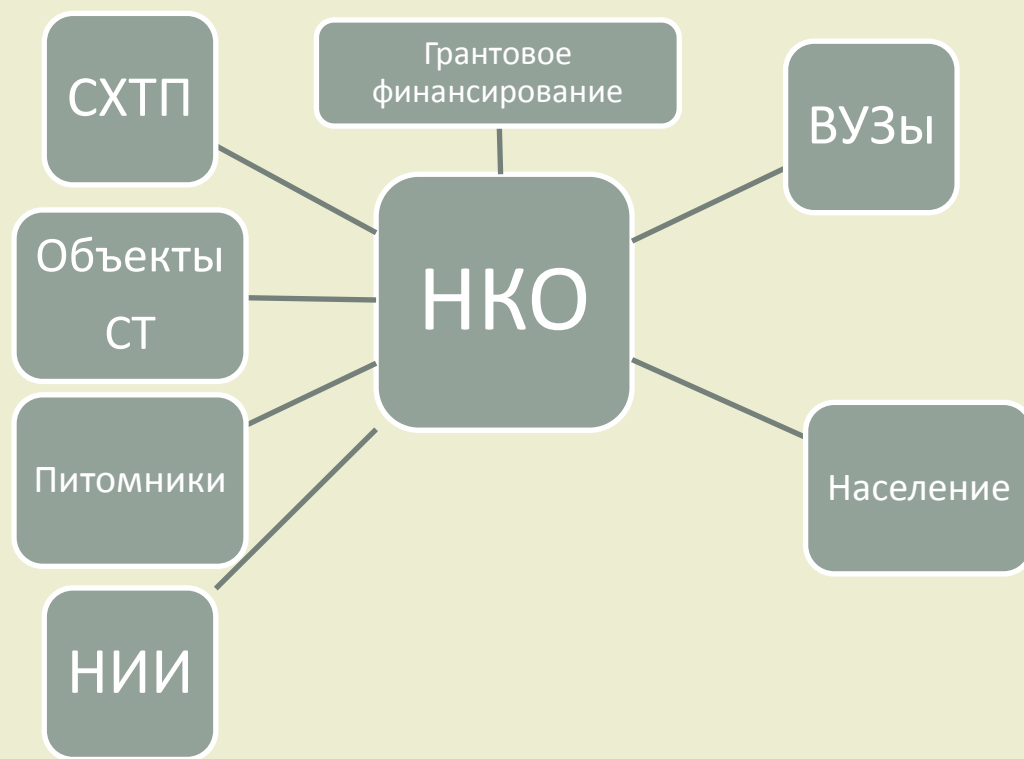 СХТП
Грантовое
финансирование
ВУЗы
Объекты
СТ
НКО
Питомники
Население
НИИ